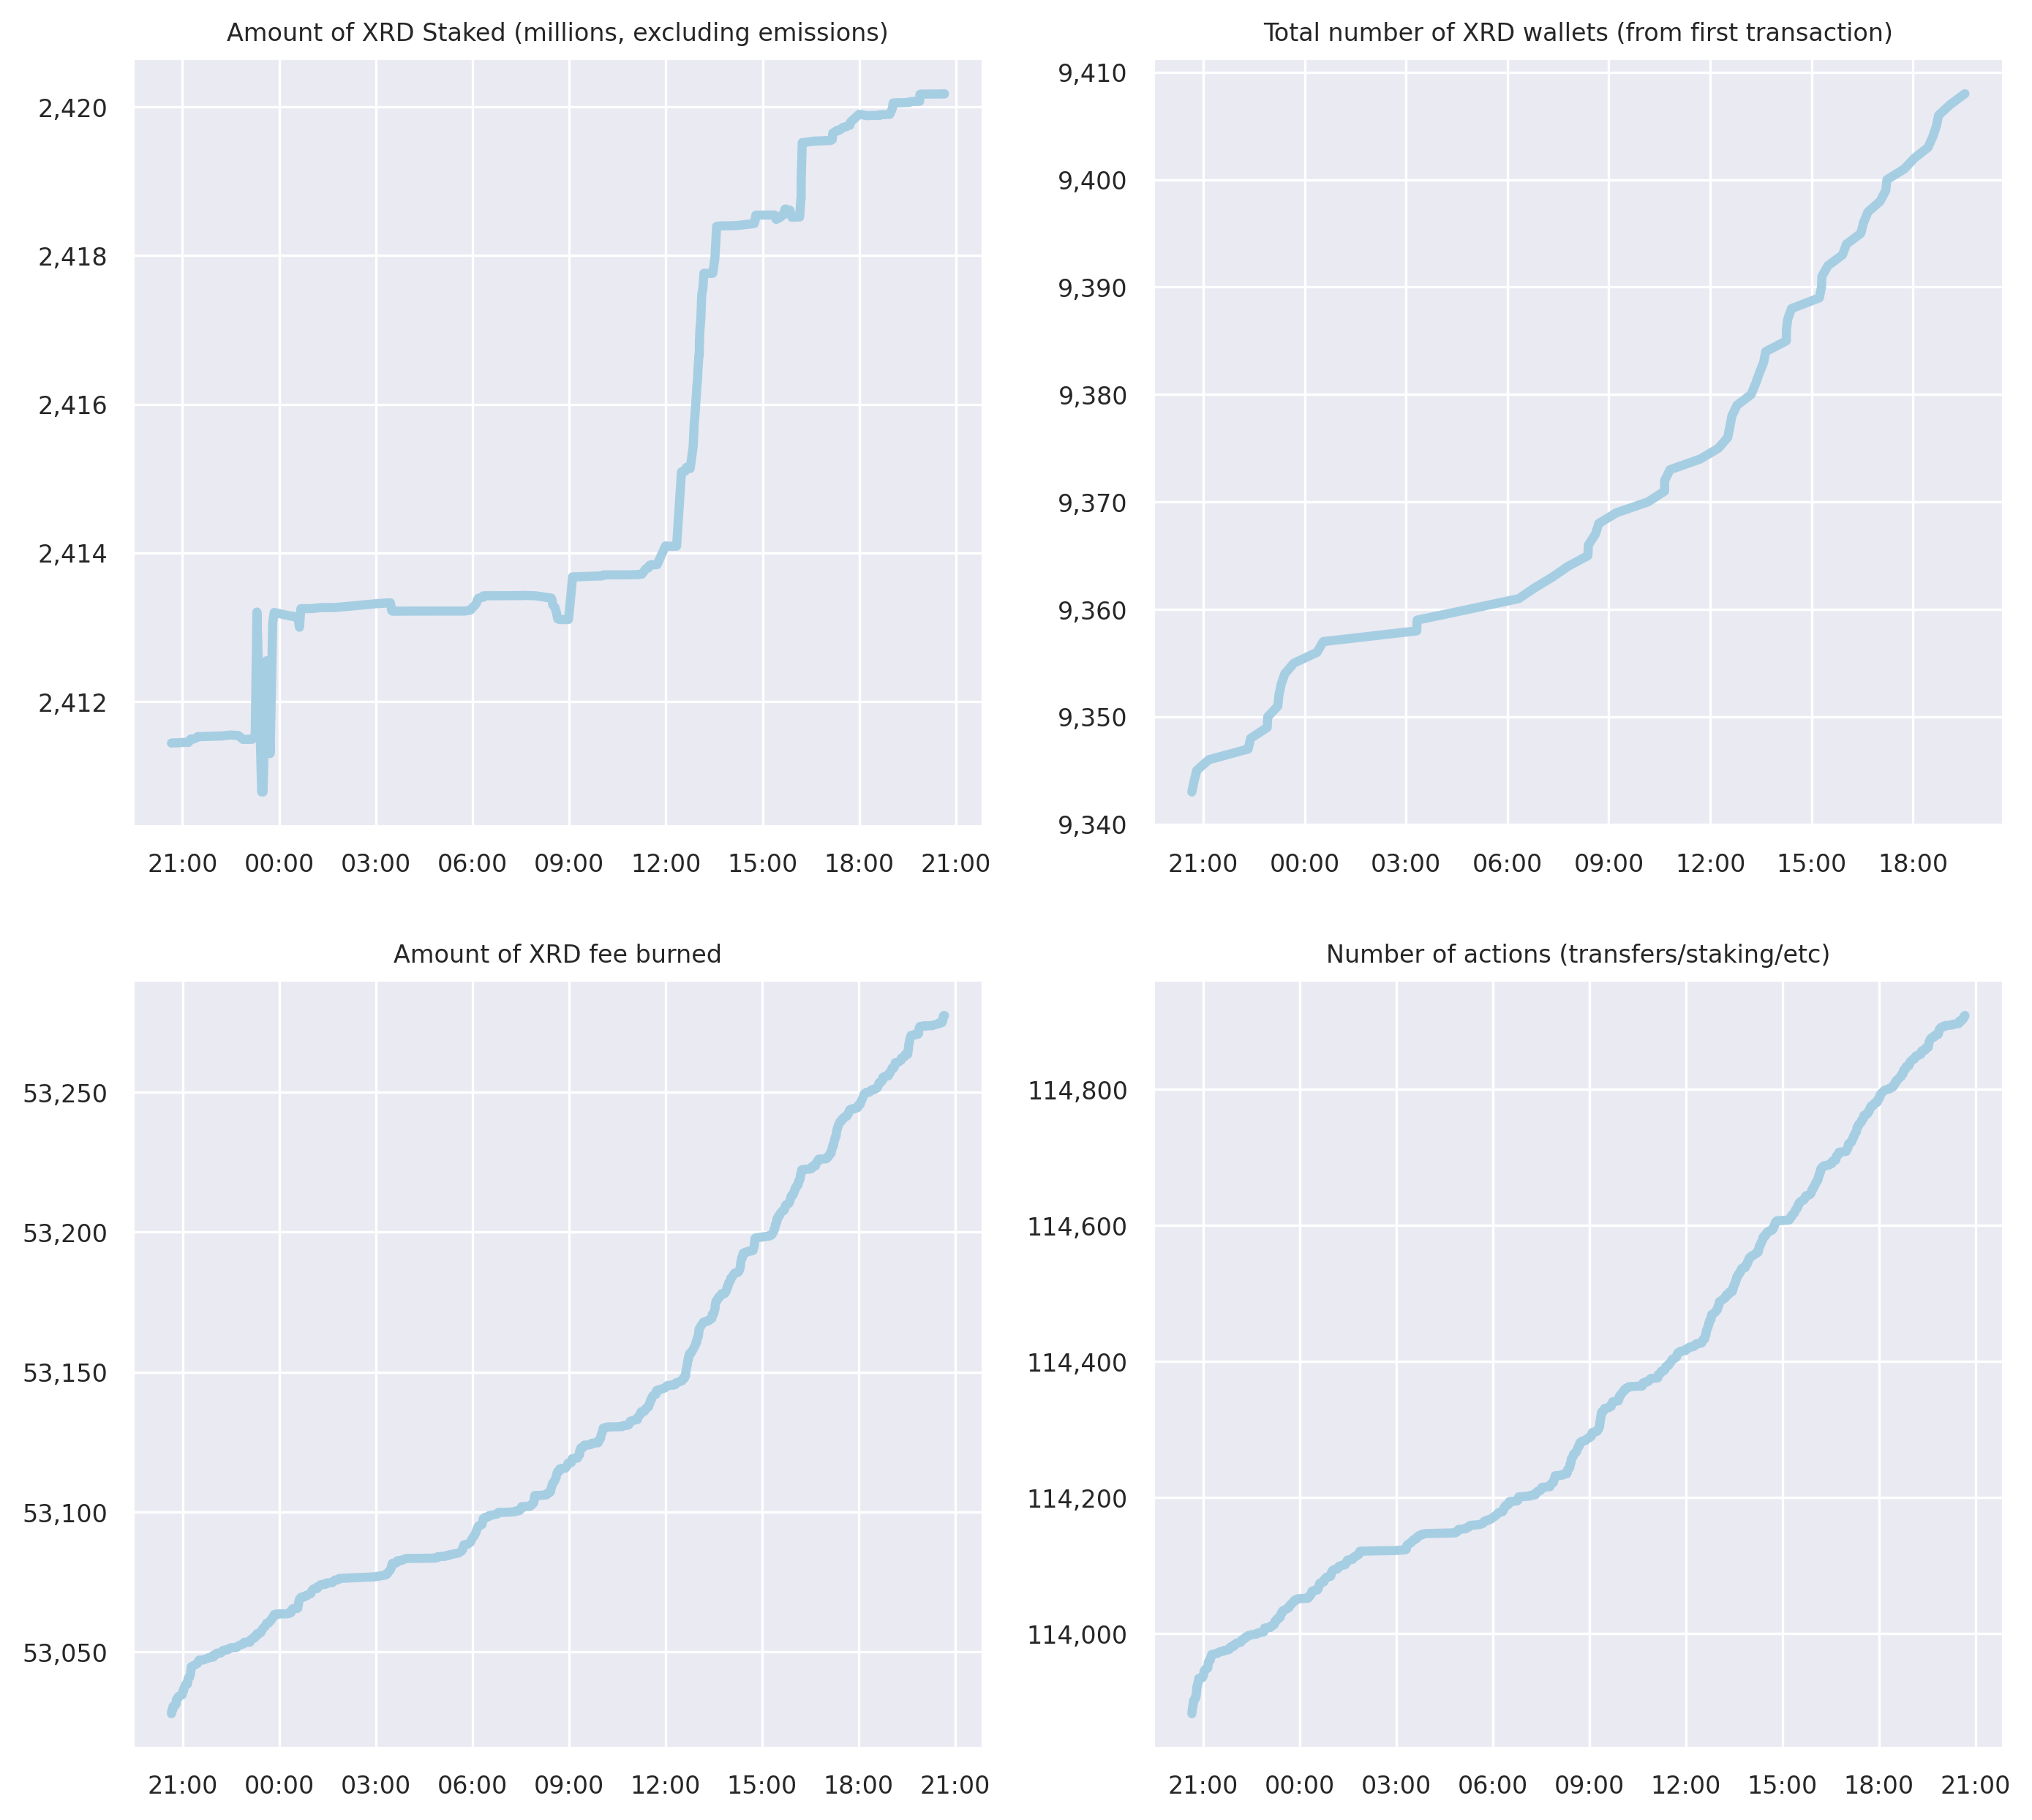 Amount of XRD Staked (millions, excluding emissions)
2,420
2,418
2,416
2,414
2,412
21:00 00:00 03:00 06:00 09:00 12:00 15:00 18:00 21:00
Total number of XRD wallets (from first transaction)
9,410
9,400
9,390
9,380
9,370
9,360
9,350
9,340
21:00 00:00 03:00 06:00 09:00 12:00 15:00 18:00
Amount of XRD fee burned
53,250
53,200
53,150
53,100
53,050
21:00 00:00 03:00 06:00 09:00 12:00 15:00 18:00 21:00
Number of actions (transfers/staking/etc)
114,800
114,600
114,400
114,200
114,000
21:00 00:00 03:00 06:00 09:00 12:00 15:00 18:00 21:00